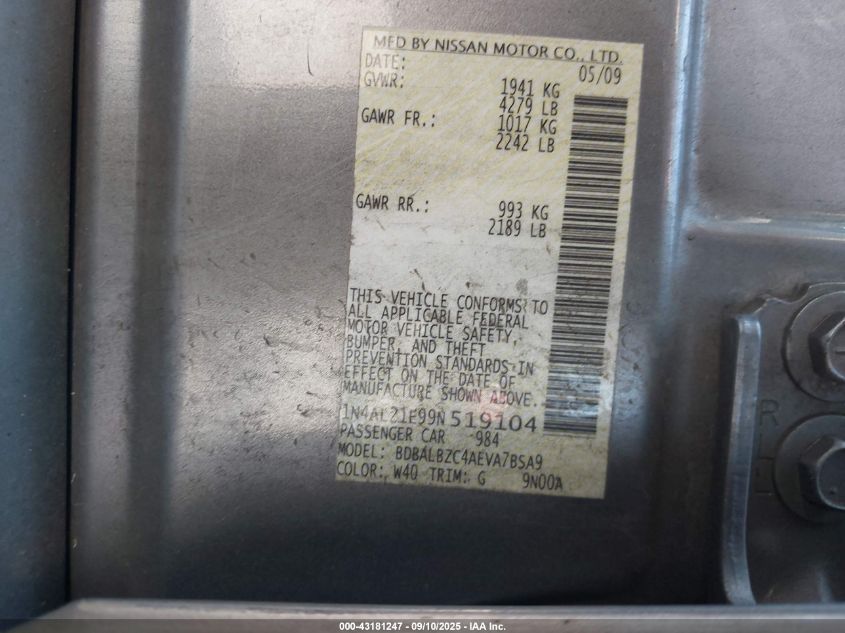 MFD BY NISSAN MOTOR CO., LTD.
DATE: 05/09
GVWR: 1941 KG
4279 LB
GAWR FR.: 1017 KG
2242 LB
GAWR RR.: 993 KG
2189 LB
THIS VEHICLE CONFORMS TO
ALL APPLICABLE FEDERAL
MOTOR VEHICLE SAFETY,
BUMPER, AND THEFT
PREVENTION STANDARDS IN
EFFECT ON THE DATE OF
MANUFACTURE SHOWN ABOVE.
1N4AL21E99N519104
PASSENGER CAR 984
MODEL: BDBALBZC4AEVA7BSA9
COLOR: W40 TRIM: G 9N00A
000-43181247 - 09/10/2025 - IAA Inc.